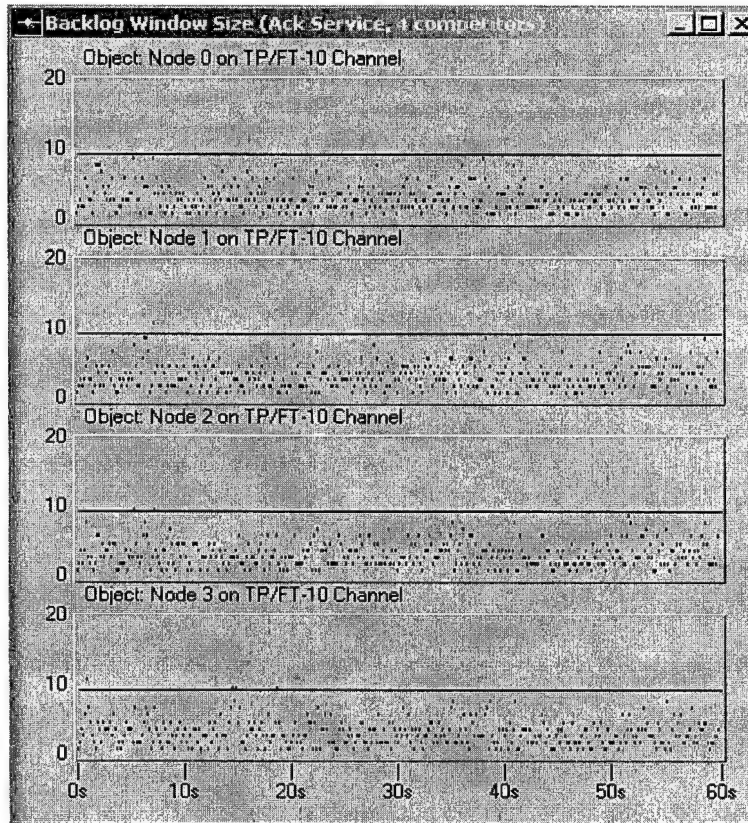 Backlog Window Size (Ack Service, 4 competitors)
Object: Node 0 on TP/FT-10 Channel
20
10
0
Object: Node 1 on TP/FT-10 Channel
20
10
0
Object: Node 2 on TP/FT-10 Channel
20
10
0
Object: Node 3 on TP/FT-10 Channel
20
10
0
0s 10s 20s 30s 40s 50s 60s